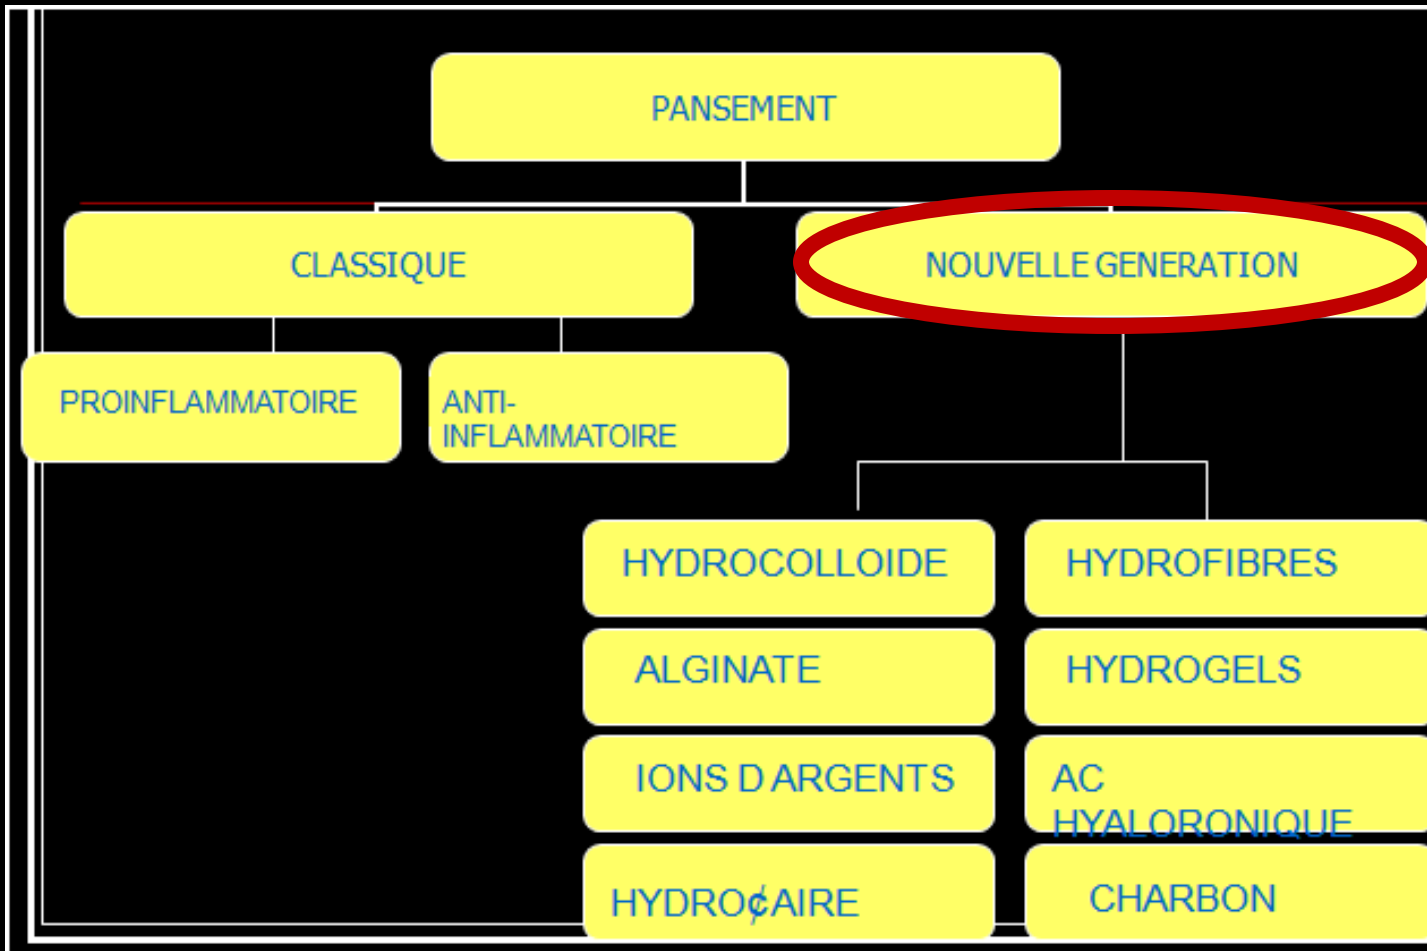 PANSEMENT
CLASSIQUE
NOUVELLE GENERATION
PROINFLAMMATOIRE
ANTI-
INFLAMMATOIRE
HYDROCOLLOIDE
HYDROFIBRES
ALGINATE
HYDROGELS
IONS D ARGENTS
AC
HYALORONIQUE
HYDRO¢AIRE
CHARBON